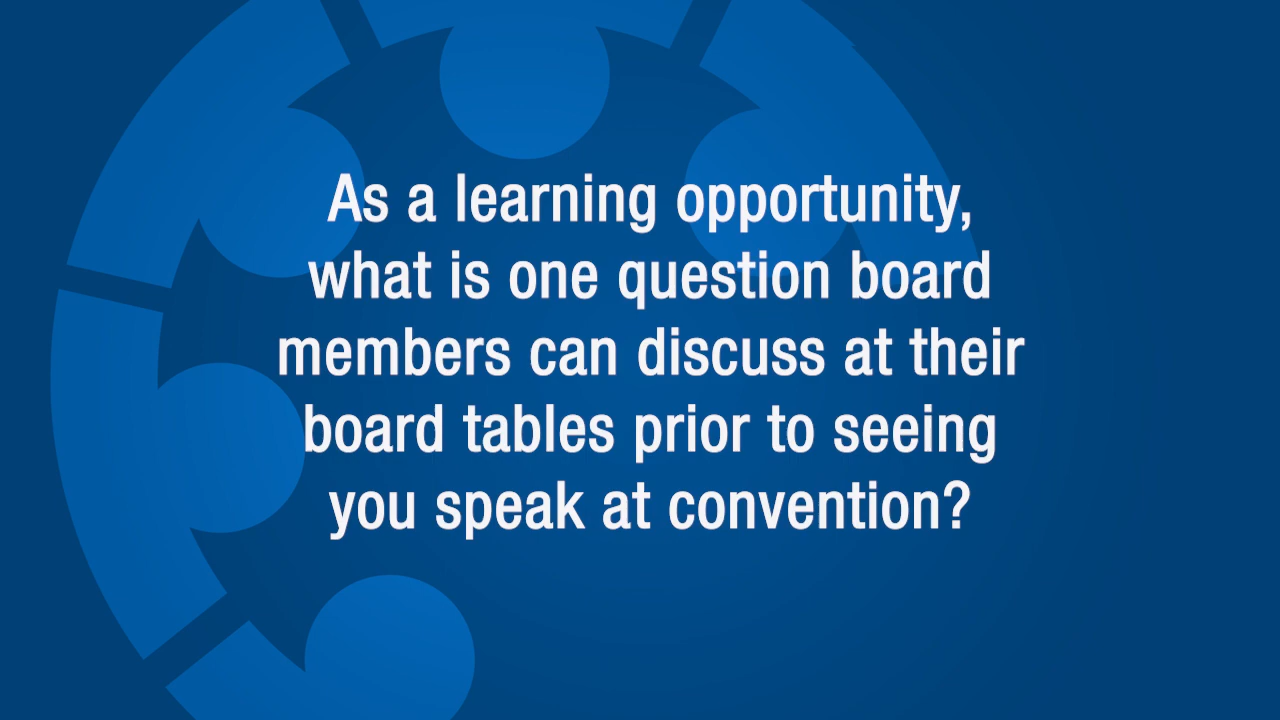 As a learning opportunity,
what is one question board
members can discuss at their
board tables prior to seeing
you speak at convention?